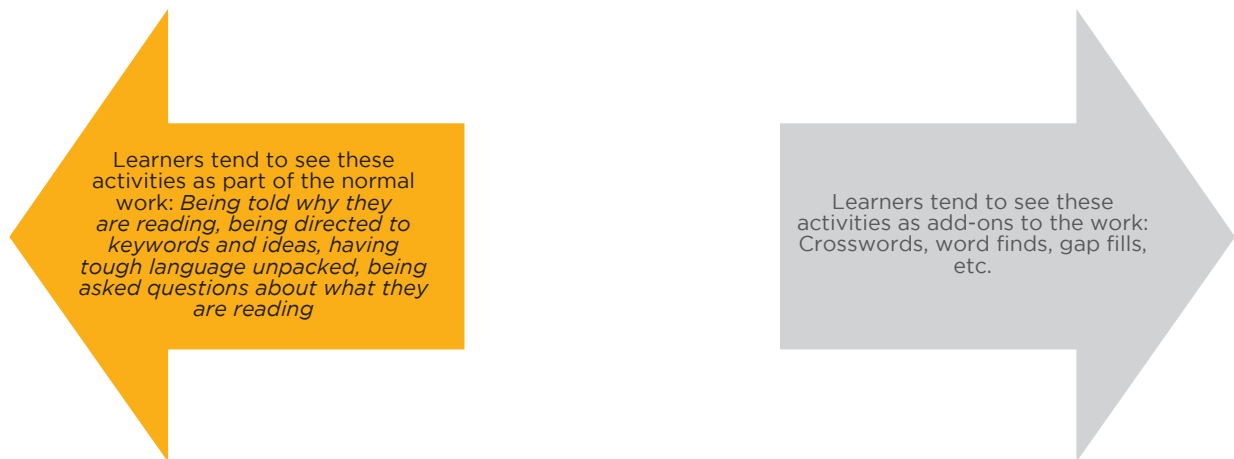 Learners tend to see these
activities as part of the normal
work: Being told why they
are reading, being directed to
keywords and ideas, having
tough language unpacked, being
asked questions about what they
are reading
Learners tend to see these
activities as add-ons to the work:
Crosswords, word finds, gap fills,
etc.